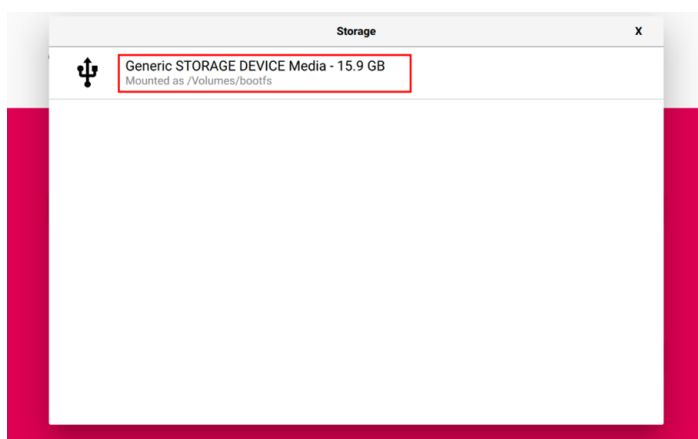 Storage
X
Generic STORAGE DEVICE Media - 15.9 GB
Mounted as /Volumes/bootfs